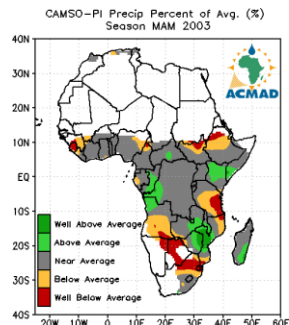 CAMSO-PI Precip Percent of Avg. (%)
Season MAM 2003
40N
30N
20N
10N
EQ
10S
20S
30S
40S
ACMAD
Well Above Average
Above Average
Near Average
Below Average
Well Below Average
20W 10W 0 10E 20E 30E 40E 50E 60E